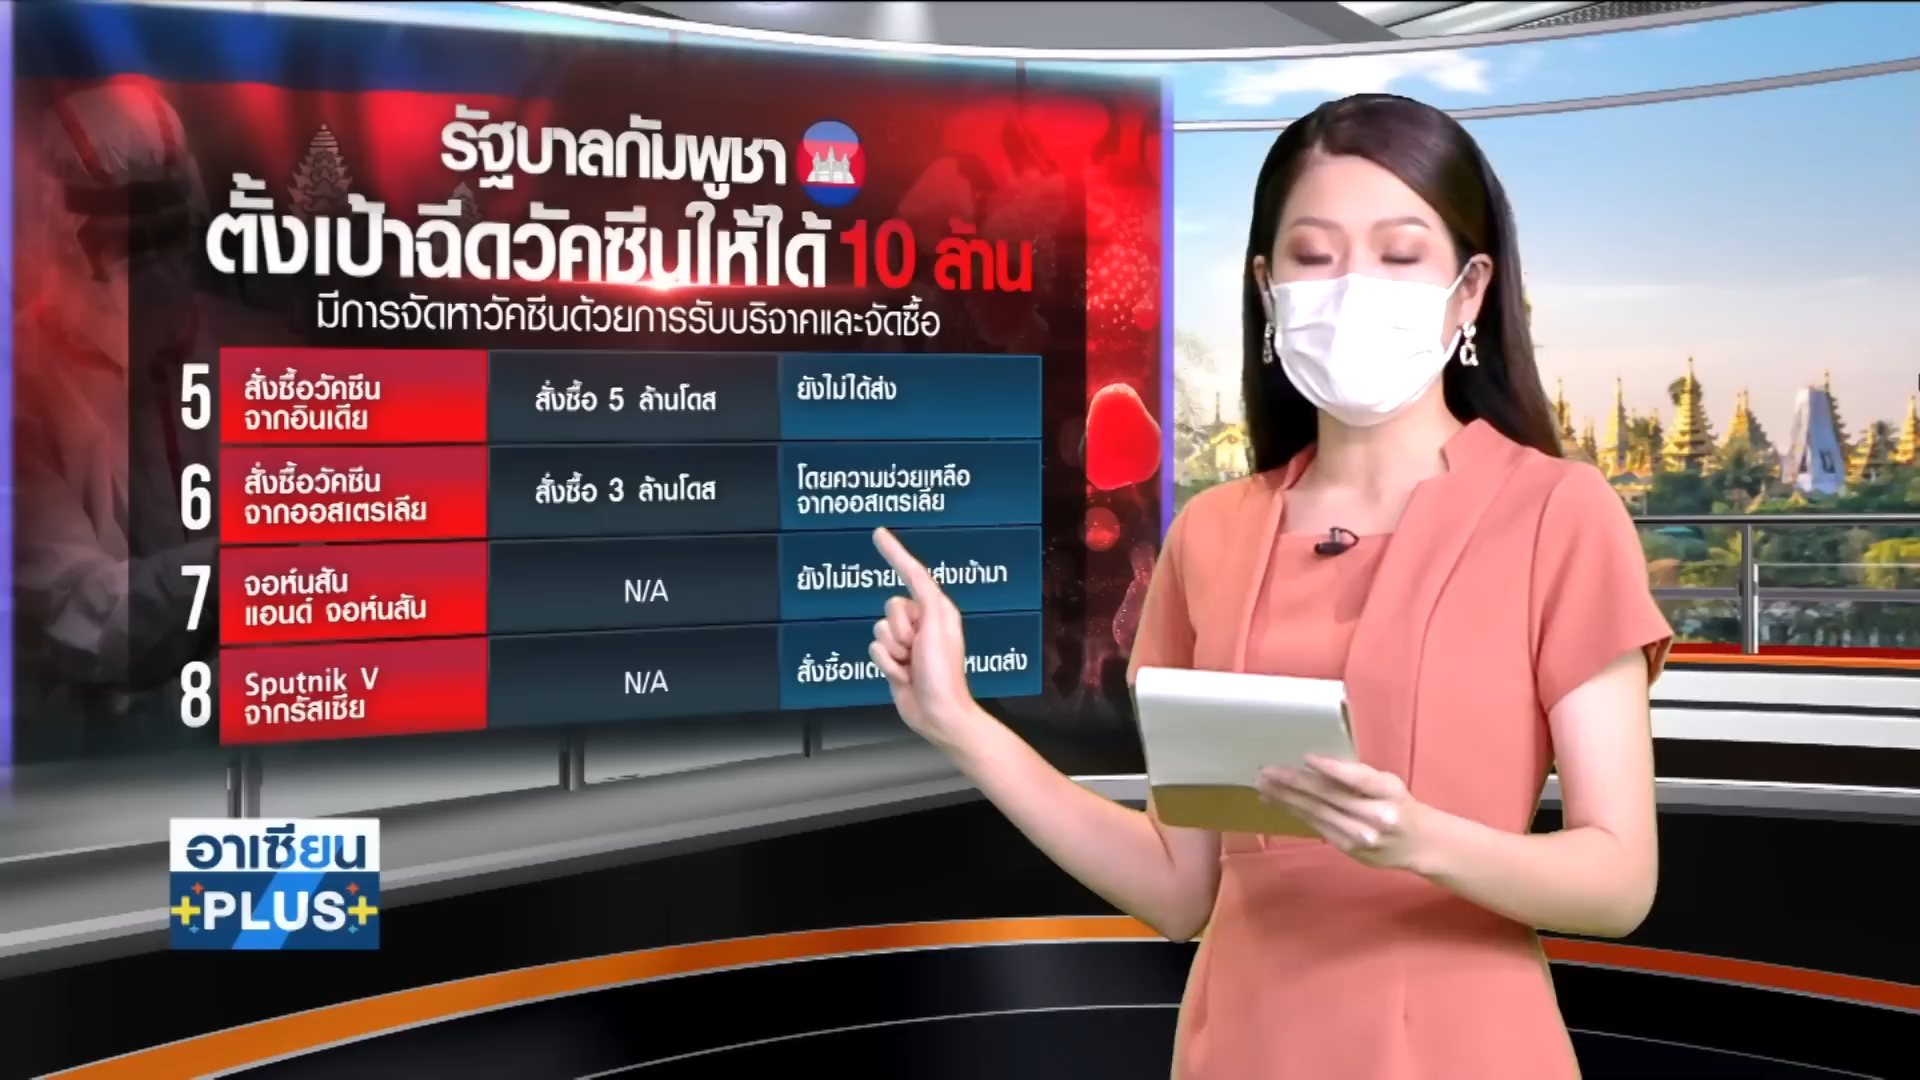 รัฐบาลกัมพูชา
ตั้งเป้าฉีดวัคซีนให้ได้ 10 ล้าน
มีการจัดหาวัคซีนด้วยการรับบริจาคและจัดซื้อ
5 สั่งซื้อวัคซีน
จากอินเดีย
สั่งซื้อ 5 ล้านโดส
ยังไม่ได้ส่ง
6 สั่งซื้อวัคซีน
จากออสเตรเลีย
สั่งซื้อ 3 ล้านโดส
โดยความช่วยเหลือ
จากออสเตรเลีย
7 จอห์นสัน
แอนด์ จอห์นสัน
N/A
ยังไม่มี ส่งเข้ามา
8 Sputnik V
จากรัสเซีย
N/A
สั่งซื้อ
อาเซียน
+PLUS+